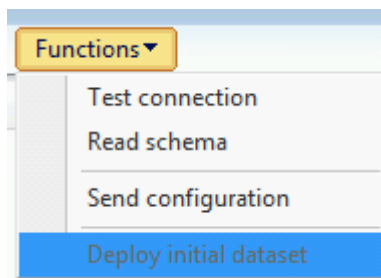 Functions
Test connection
Read schema
Send configuration
Deploy initial dataset